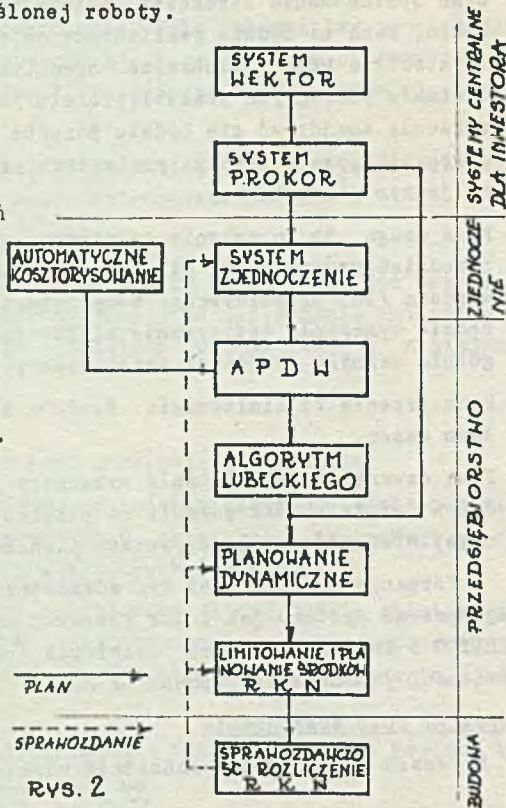 ślonej roboty.
SYSTEM
WEKTOR
SYSTEM
PROKOR
SYSTEMY CENTRALNE
DLA INWESTORA
AUTOMATYCZNE
KOSZTORYSOWANIE
SYSTEM
ZJEDNOCZENIE
ZJEDNOCZE-
NIE
A P D W
ALGORYTM
LUBECKIEGO
PLANOWANIE
DYNAMICZNE
PRZEDSIĘBIORSTWO
LIMITOWANIE I PLA
NOWANIE ŚRODKÓW
R K N
PLAN
SPRAWOZDANIE
SPRAWOZDAWCZO
ŚĆ I ROZLICZENIE
R K N
BUDOWA
RYS. 2